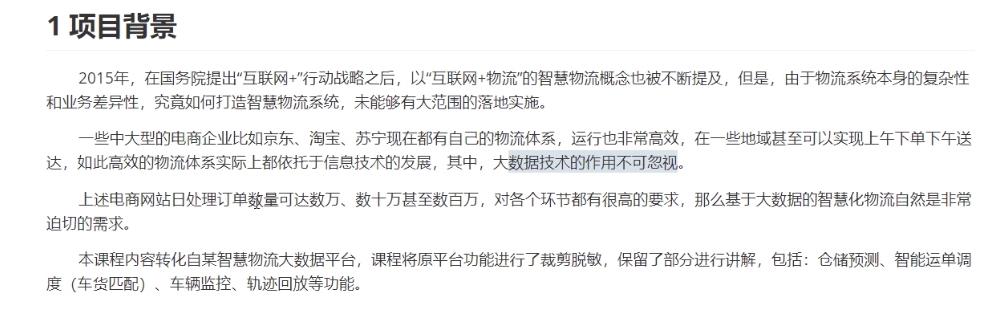 1 项目背景
2015年，在国务院提出“互联网+”行动战略之后，以“互联网+物流”的智慧物流概念也被不断提及，但是，由于物流系统本身的复杂性
和业务差异性，究竟如何打造智慧物流系统，未能够有大范围的落地实施。
一些中大型的电商企业比如京东、淘宝、苏宁现在都有自己的物流体系，运行也非常高效，在一些地域甚至可以实现上午下单下午送
达，如此高效的物流体系实际上都依托于信息技术的发展，其中，大数据技术的作用不可忽视。
上述电商网站日处理订单数量可达数万、数十万甚至数百万，对各个环节都有很高的要求，那么基于大数据的智慧化物流自然是非常
迫切的需求。
本课程内容转化自某智慧物流大数据平台，课程将原平台功能进行了裁剪脱敏，保留了部分进行讲解，包括：仓储预测、智能运单调
度（车货匹配）、车辆监控、轨迹回放等功能。